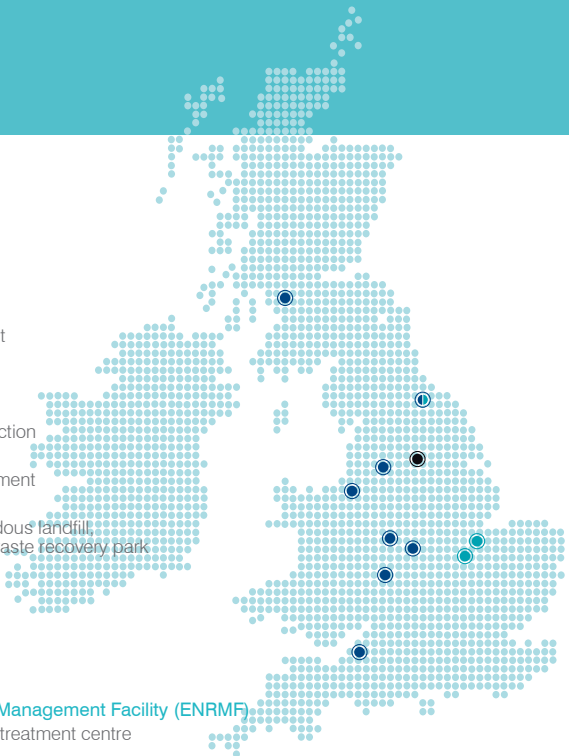 t
ction
ment
dous landfill,
aste recovery park
Management Facility (ENRMF)
treatment centre